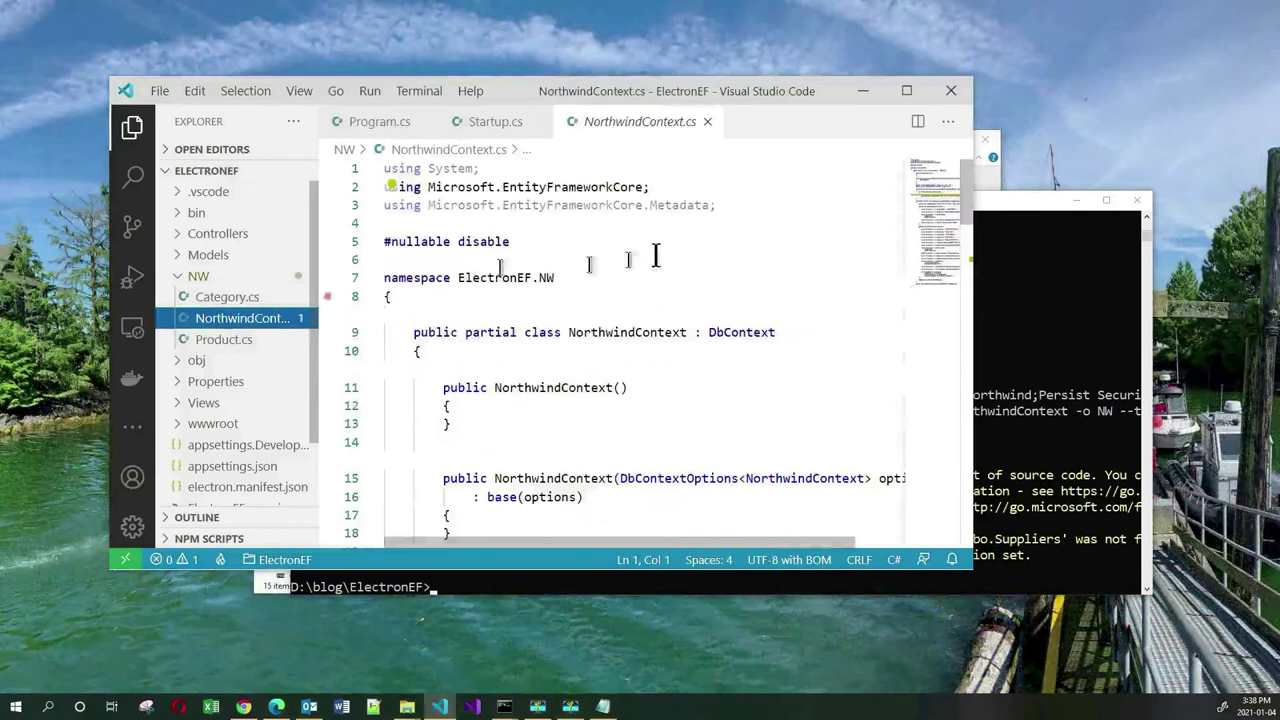 File Edit Selection View Go Run Terminal Help NorthwindContext.cs - ElectronEF - Visual Studio Code
EXPLORER
Program.cs Startup.cs NorthwindContext.cs
OPEN EDITORS
NW > NorthwindContext.cs > ...
ELECTRONEF
.vscode
bin
NW
Category.cs
NorthwindCont... 1
Product.cs
obj
Properties
Views
wwwroot
appsettings.Develop...
appsettings.json
electron.manifest.json
OUTLINE
NPM SCRIPTS
1 using System;
2 using Microsoft.EntityFrameworkCore;
3 using Microsoft.EntityFrameworkCore.Metadata;
4
5 #nullable disable
6
7 namespace ElectronEF.NW
8 {
9 public partial class NorthwindContext : DbContext
10 {
11 public NorthwindContext()
12 {
13 }
14
15 public NorthwindContext(DbContextOptions<NorthwindContext> opti
16 : base(options)
17 {
18 }
0 1 ElectronEF Ln 1, Col 1 Spaces: 4 UTF-8 with BOM CRLF C#
orthwind;Persist Securi
thwindContext -o NW --t
t of source code. You c
ation - see https://go.
tp://go.microsoft.com/f
bo.Suppliers' was not f
ion set.
15 item
D:\blog\ElectronEF>
3:38 PM
2021-01-04